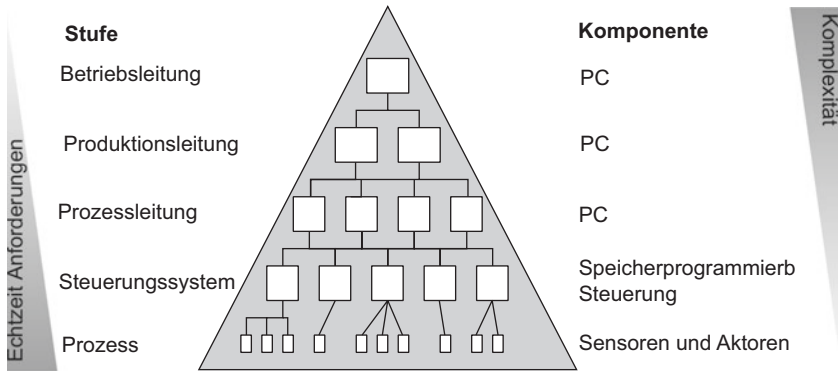 Stufe
Komponente
Betriebsleitung
PC
Produktionsleitung
PC
Prozessleitung
PC
Steuerungssystem
Speicherprogrammierb
Steuerung
Prozess
Sensoren und Aktoren
Echtzeit Anforderungen
Komplexität